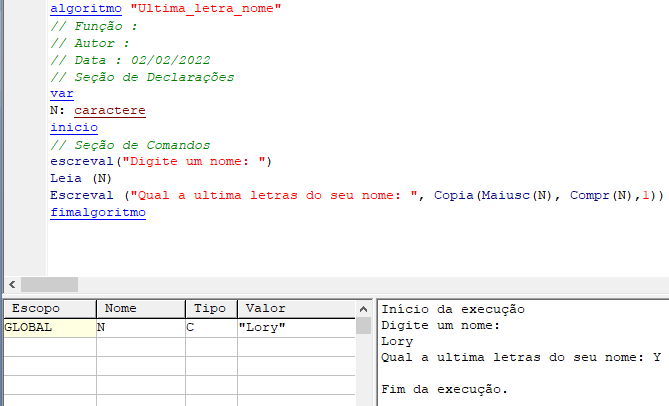 algoritmo "Ultima_letra_nome"
// Função :
// Autor :
// Data : 02/02/2022
// Seção de Declarações
var
N: caractere
inicio
// Seção de Comandos
escreval("Digite um nome: ")
Leia (N)
Escreval ("Qual a ultima letras do seu nome: ", Copia(Maiusc(N), Compr(N),1))
fimalgoritmo
Escopo Nome Tipo Valor
GLOBAL N C "Lory"
Início da execução
Digite um nome:
Lory
Qual a ultima letras do seu nome: Y
Fim da execução.